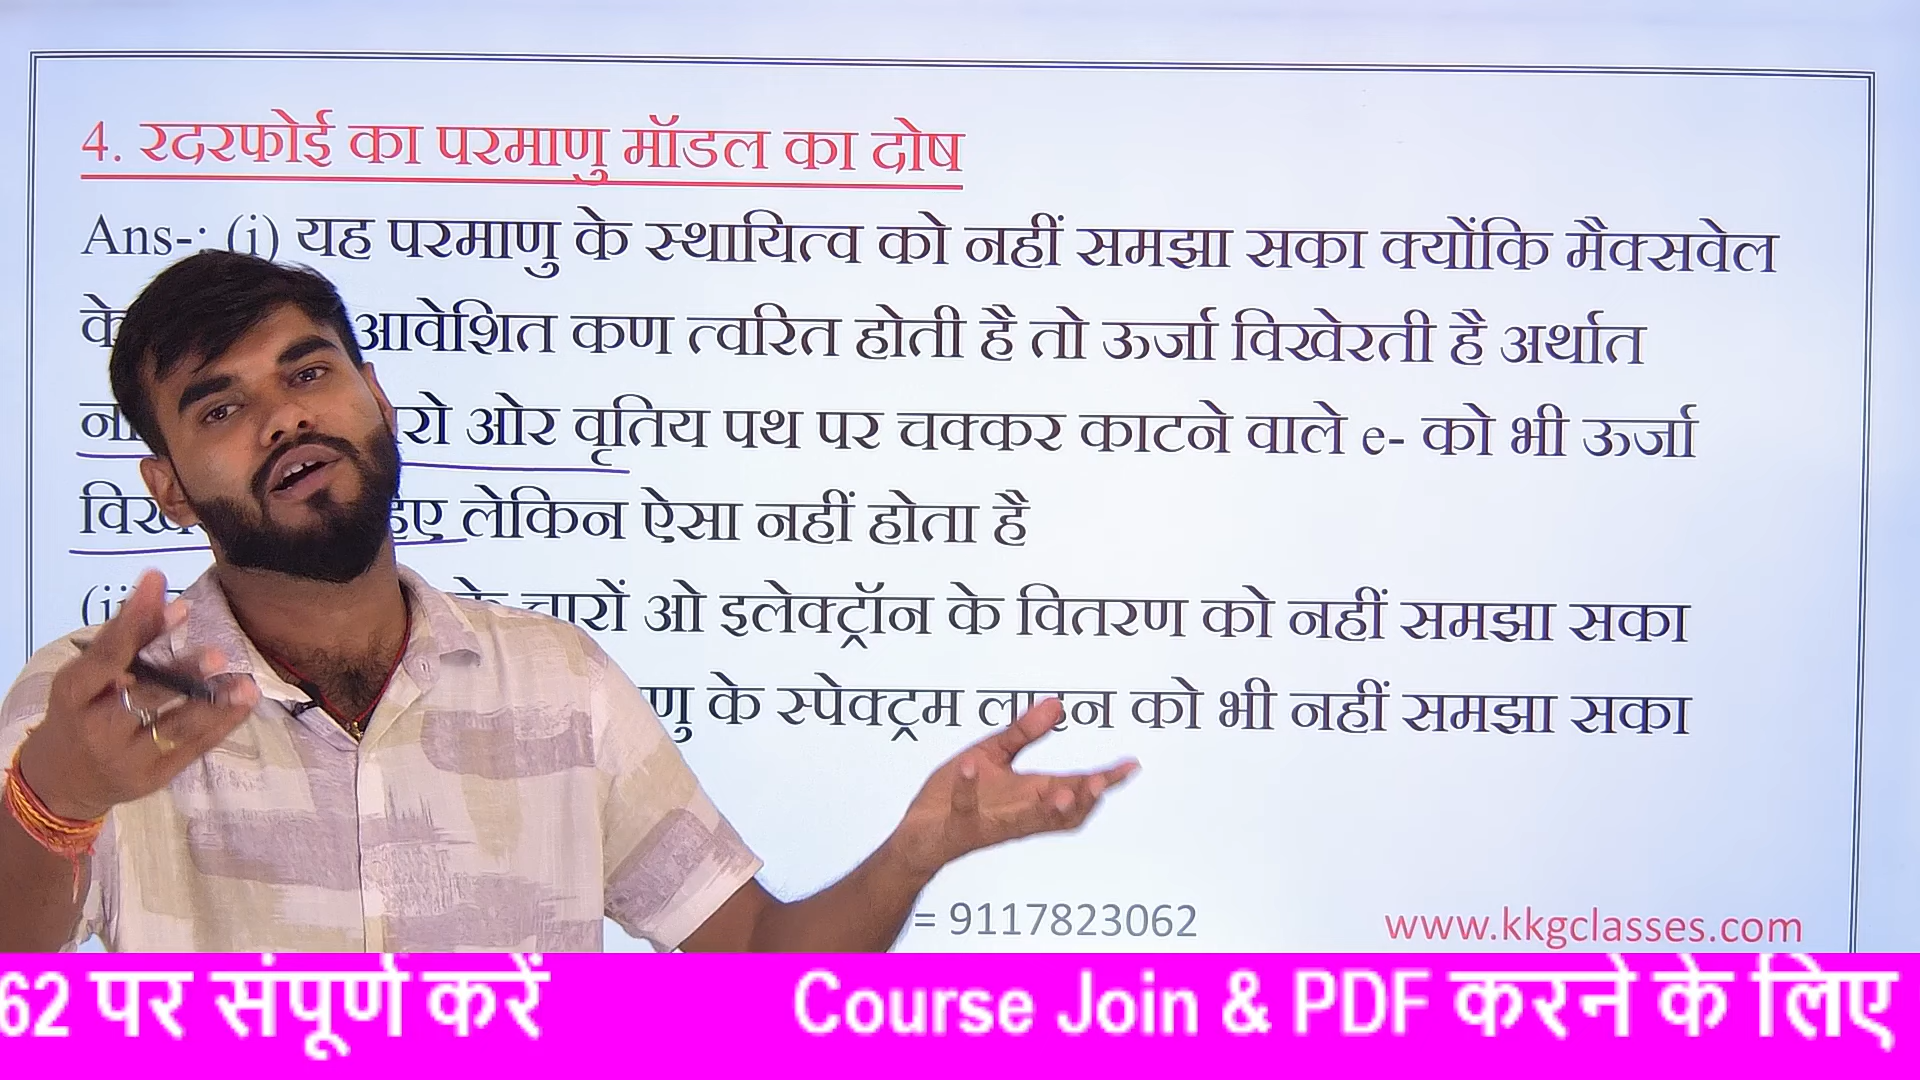 4. रदरफोर्ड का परमाणु मॉडल का दोष
Ans-: (i) यह परमाणु के स्थायित्व को नहीं समझा सका क्योंकि मैक्सवेल
के आवेशित कण त्वरित होती है तो ऊर्जा विखेरती है अर्थात
ओर वृतिय पथ पर चक्कर काटने वाले e- को भी ऊर्जा
लेकिन ऐसा नहीं होता है
के चारों ओ इलेक्ट्रॉन के वितरण को नहीं समझा सका
के स्पेक्ट्रम लाइन को भी नहीं समझा सका
= 9117823062
www.kkgclasses.com
62 पर संपूर्ण करें Course Join & PDF करने के लिए